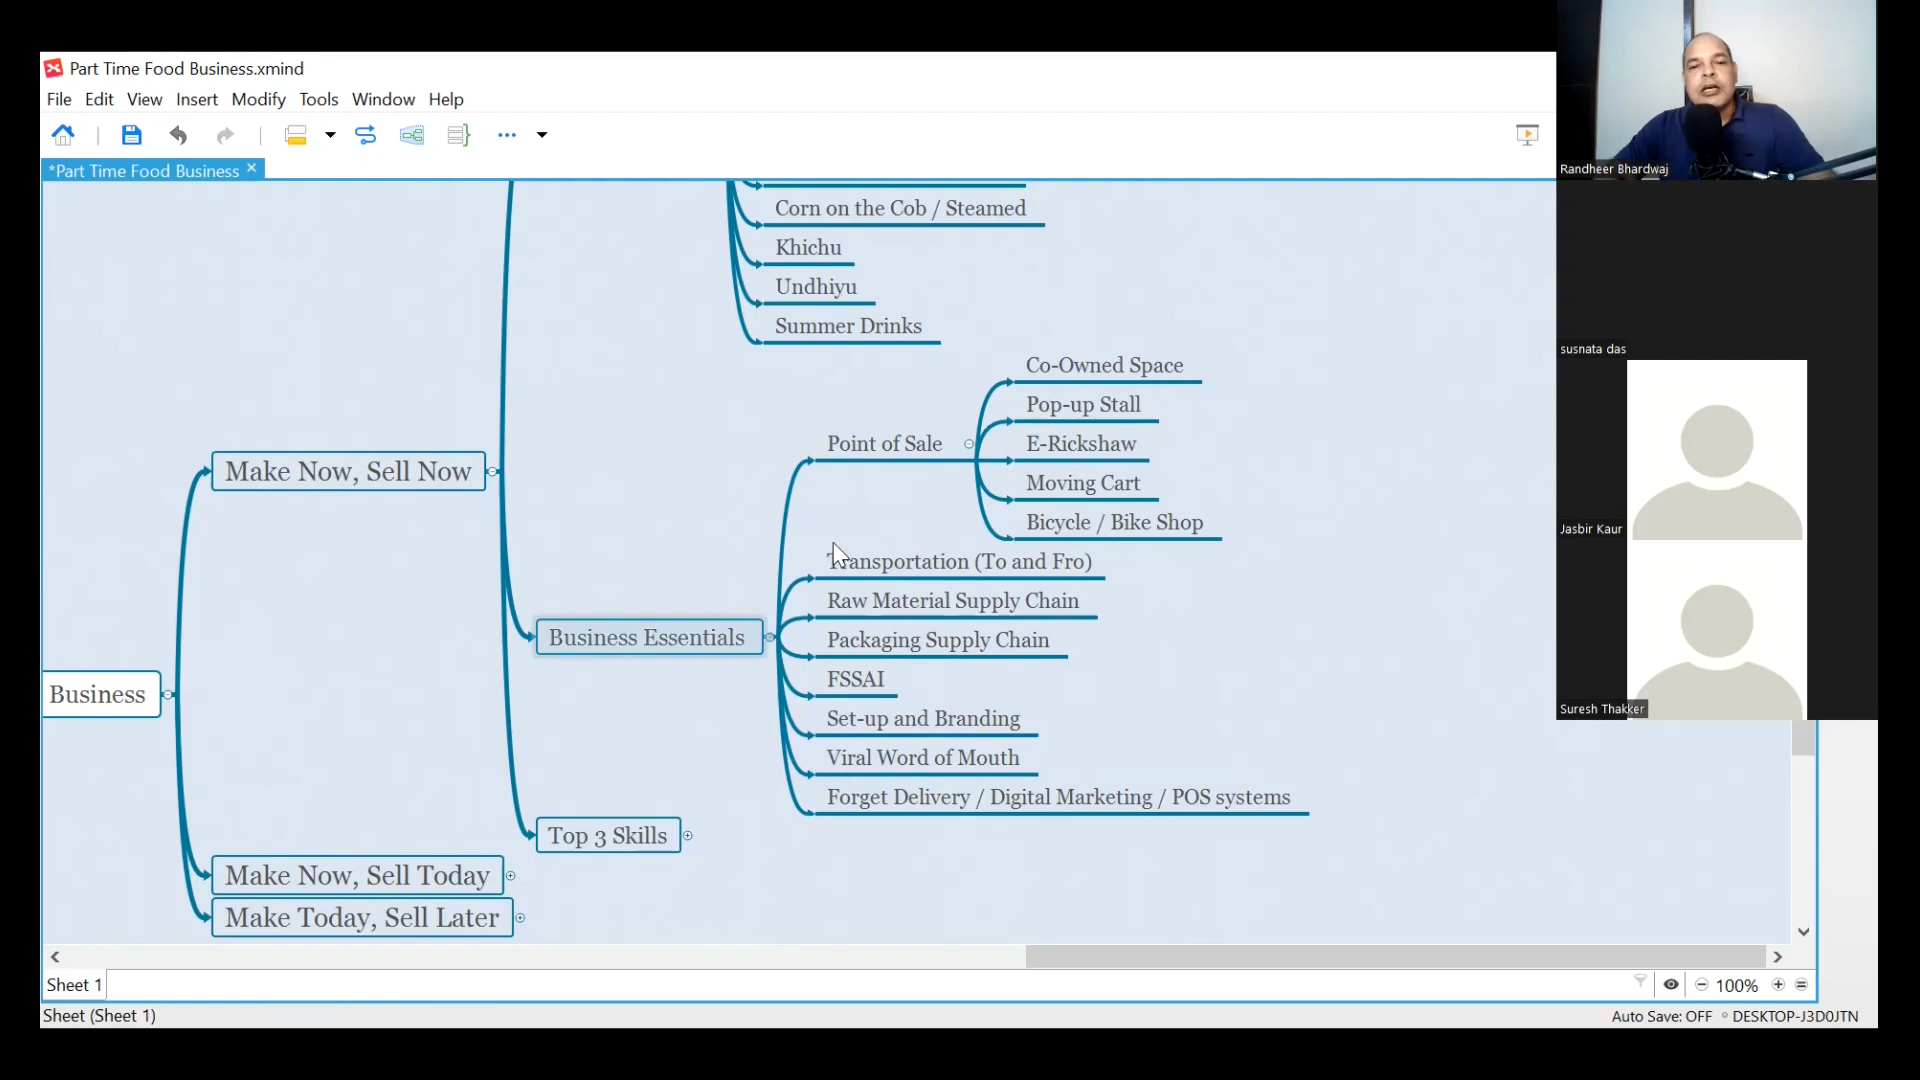 Part Time Food Business.xmind
File Edit View Insert Modify Tools Window Help
*Part Time Food Business
Corn on the Cob / Steamed
Khichu
Undhiyu
Summer Drinks
Co-Owned Space
Pop-up Stall
Point of Sale
E-Rickshaw
Moving Cart
Make Now, Sell Now
Bicycle / Bike Shop
Transportation (To and Fro)
Raw Material Supply Chain
Business Essentials
Packaging Supply Chain
FSSAI
Business
Set-up and Branding
Viral Word of Mouth
Forget Delivery / Digital Marketing / POS systems
Top 3 Skills
Make Now, Sell Today
Make Today, Sell Later
Sheet 1
100%
Sheet (Sheet 1)
Auto Save: OFF
DESKTOP-J3D0JTN
Randheer Bhardwaj
susnata das
Jasbir Kaur
Suresh Thakker